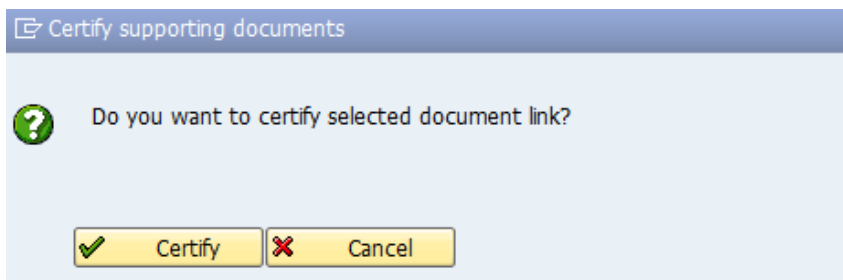 Certify supporting documents
Do you want to certify selected document link?
Certify Cancel